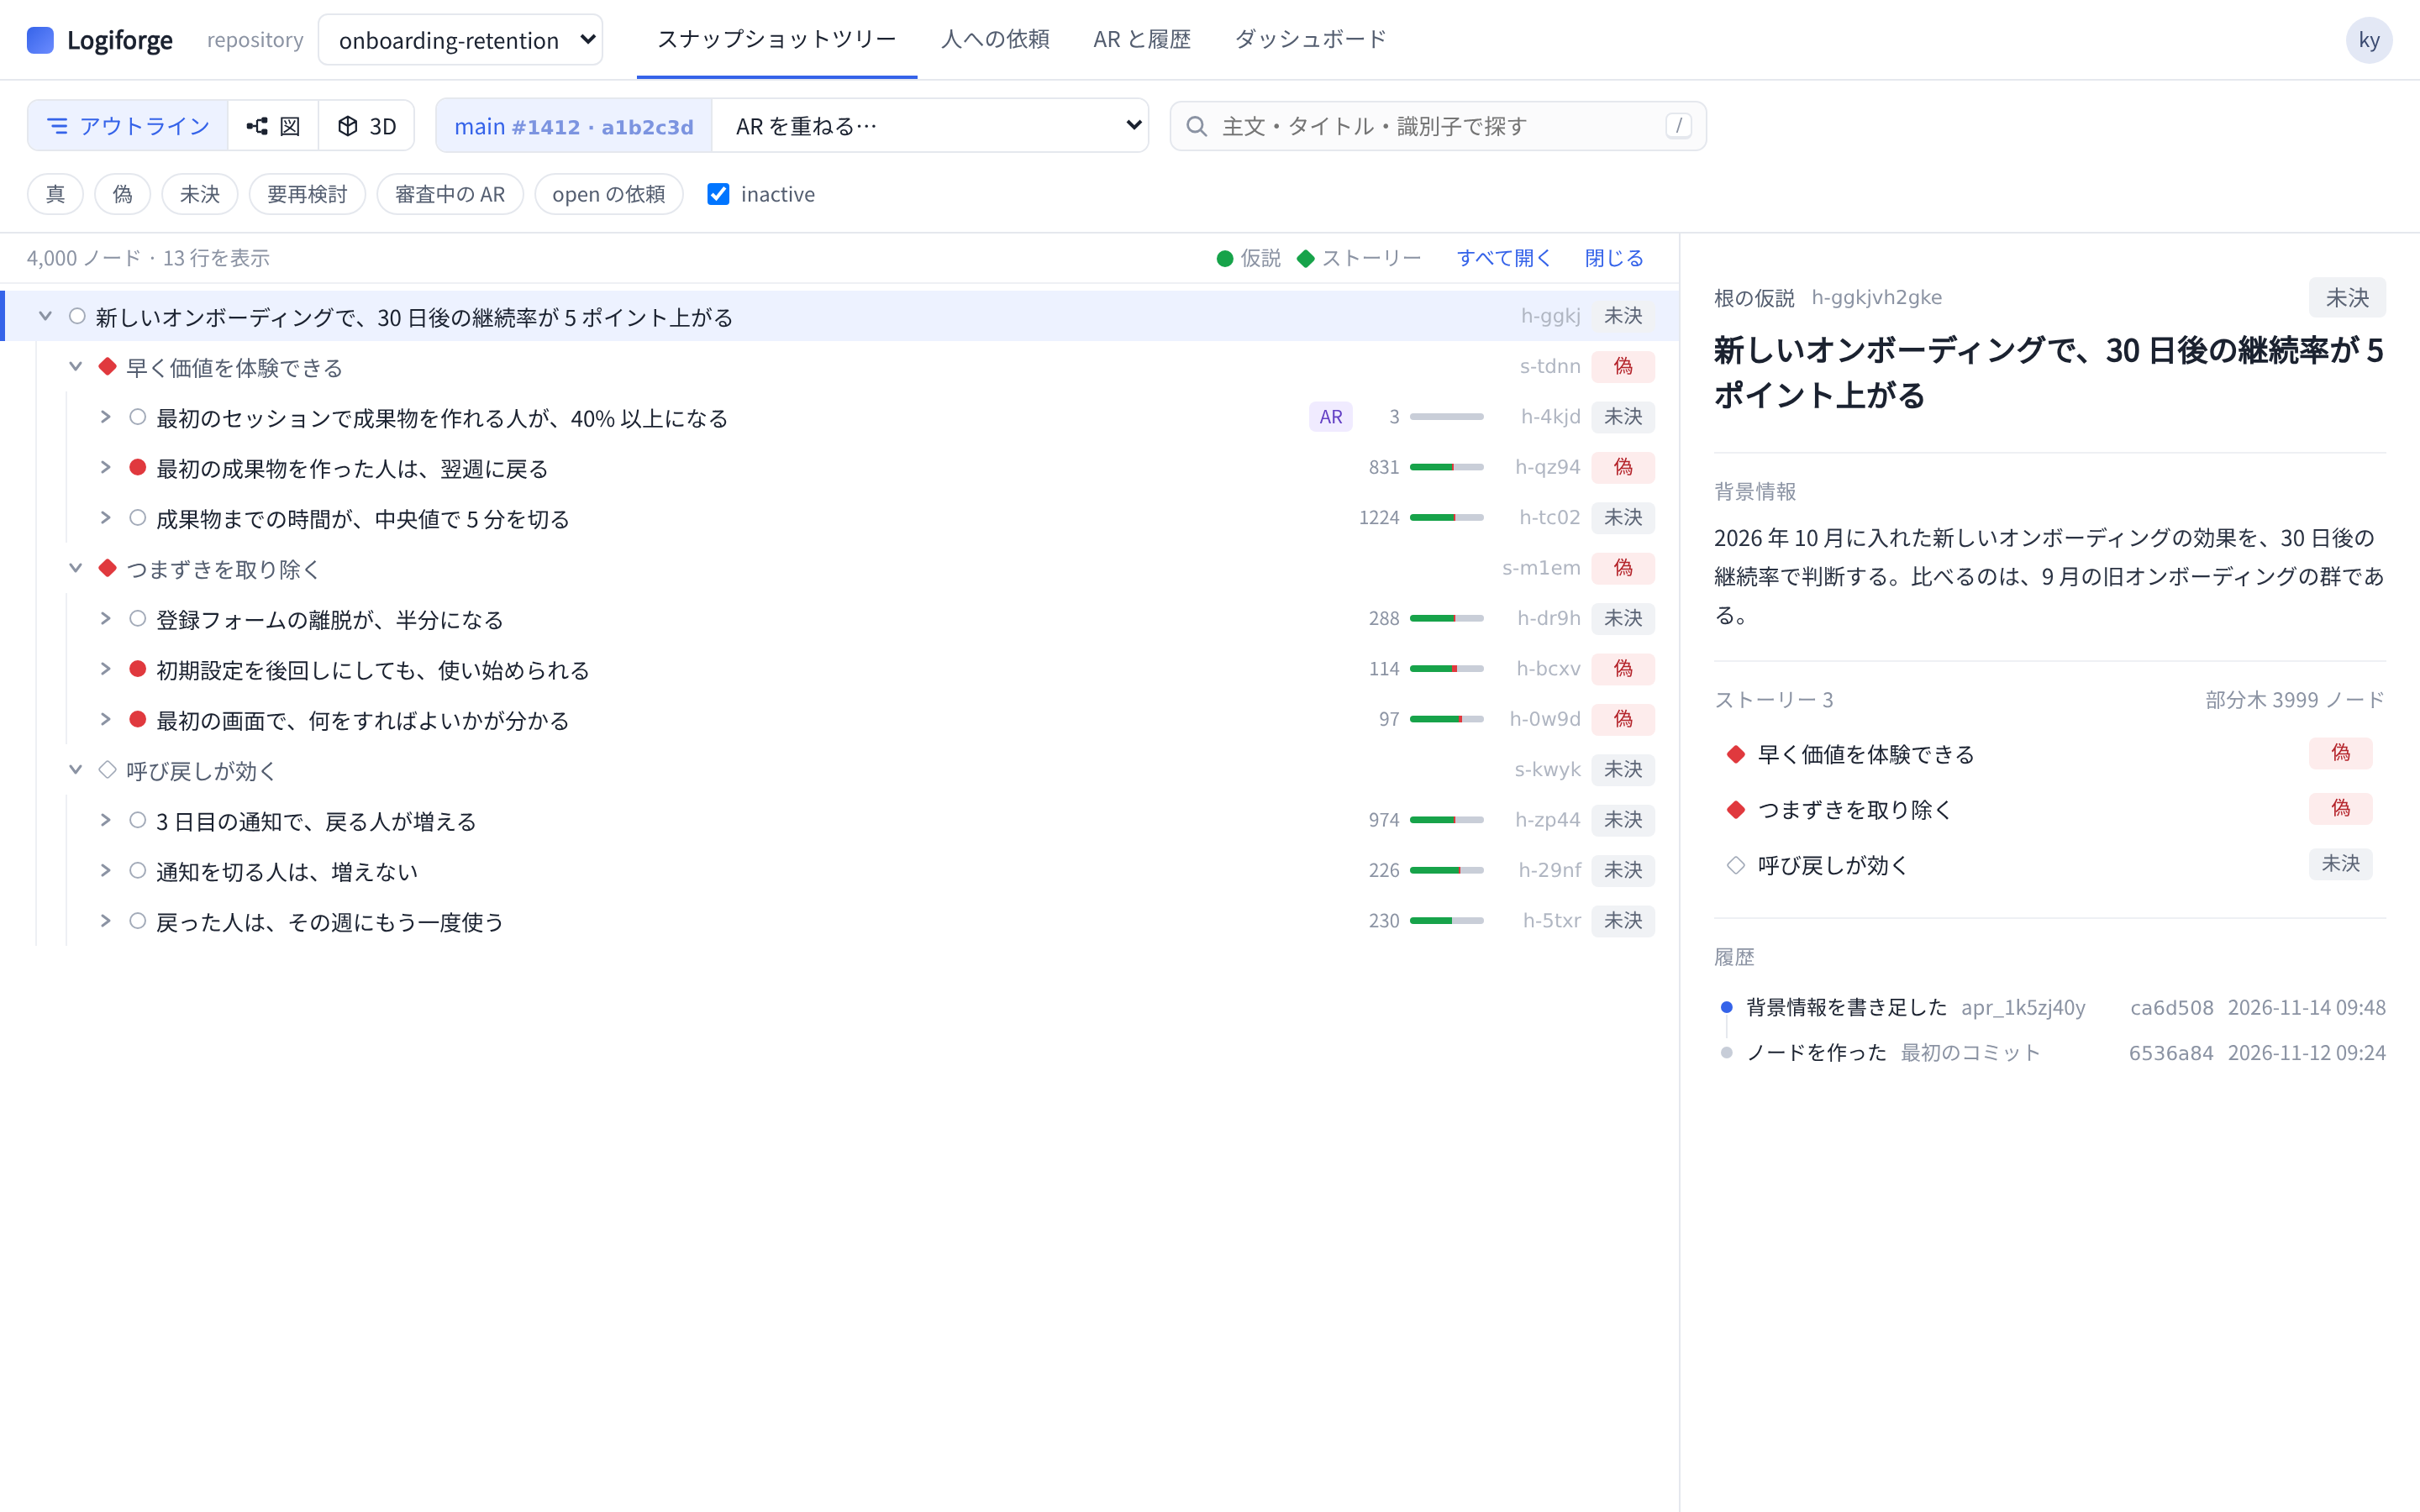 Logiforge repository onboarding-retention スナップショットツリー 人への依頼 AR と履歴 ダッシュボード ky
アウトライン 図 3D main #1412 · a1b2c3d AR を重ねる… 主文・タイトル・識別子で探す /
真 偽 未決 要再検討 審査中の AR open の依頼 inactive
4,000 ノード · 13 行を表示 仮説 ストーリー すべて開く 閉じる
新しいオンボーディングで、30 日後の継続率が 5 ポイント上がる h-ggkj 未決
早く価値を体験できる s-tdnn 偽
最初のセッションで成果物を作れる人が、40% 以上になる AR 3 h-4kjd 未決
最初の成果物を作った人は、翌週に戻る 831 h-qz94 偽
成果物までの時間が、中央値で 5 分を切る 1224 h-tc02 未決
つまずきを取り除く s-m1em 偽
登録フォームの離脱が、半分になる 288 h-dr9h 未決
初期設定を後回しにしても、使い始められる 114 h-bcxv 偽
最初の画面で、何をすればよいかが分かる 97 h-0w9d 偽
呼び戻しが効く s-kwyk 未決
3 日目の通知で、戻る人が増える 974 h-zp44 未決
通知を切る人は、増えない 226 h-29nf 未決
戻った人は、その週にもう一度使う 230 h-5txr 未決
根の仮説 h-ggkjvh2gke 未決
新しいオンボーディングで、30 日後の継続率が 5
ポイント上がる
背景情報
2026 年 10 月に入れた新しいオンボーディングの効果を、30 日後の
継続率で判断する。比べるのは、9 月の旧オンボーディングの群であ
る。
ストーリー 3 部分木 3999 ノード
早く価値を体験できる 偽
つまずきを取り除く 偽
呼び戻しが効く 未決
履歴
背景情報を書き足した apr_1k5zj40y ca6d508 2026-11-14 09:48
ノードを作った 最初のコミット 6536a84 2026-11-12 09:24